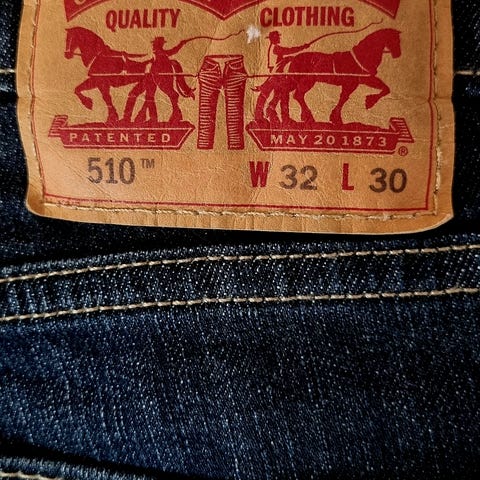 QUALITY CLOTHING
PATENTED MAY 20 1873 ®
510™ W 32 L 30